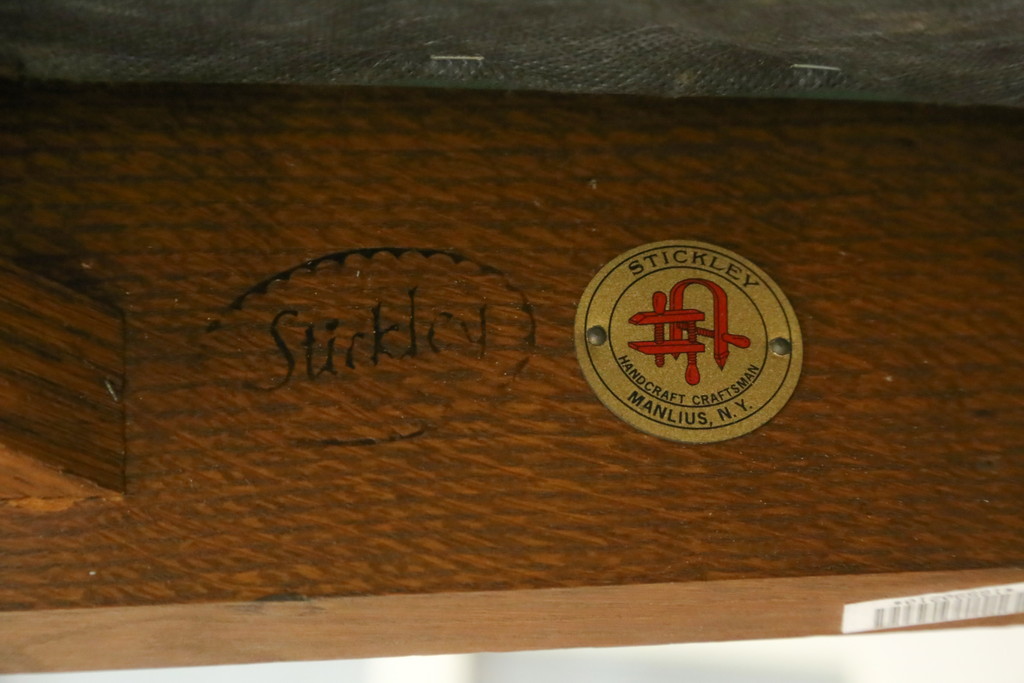 Stickley
STICKLEY
HANDCRAFT CRAFTSMAN
MANLIUS, N.Y.